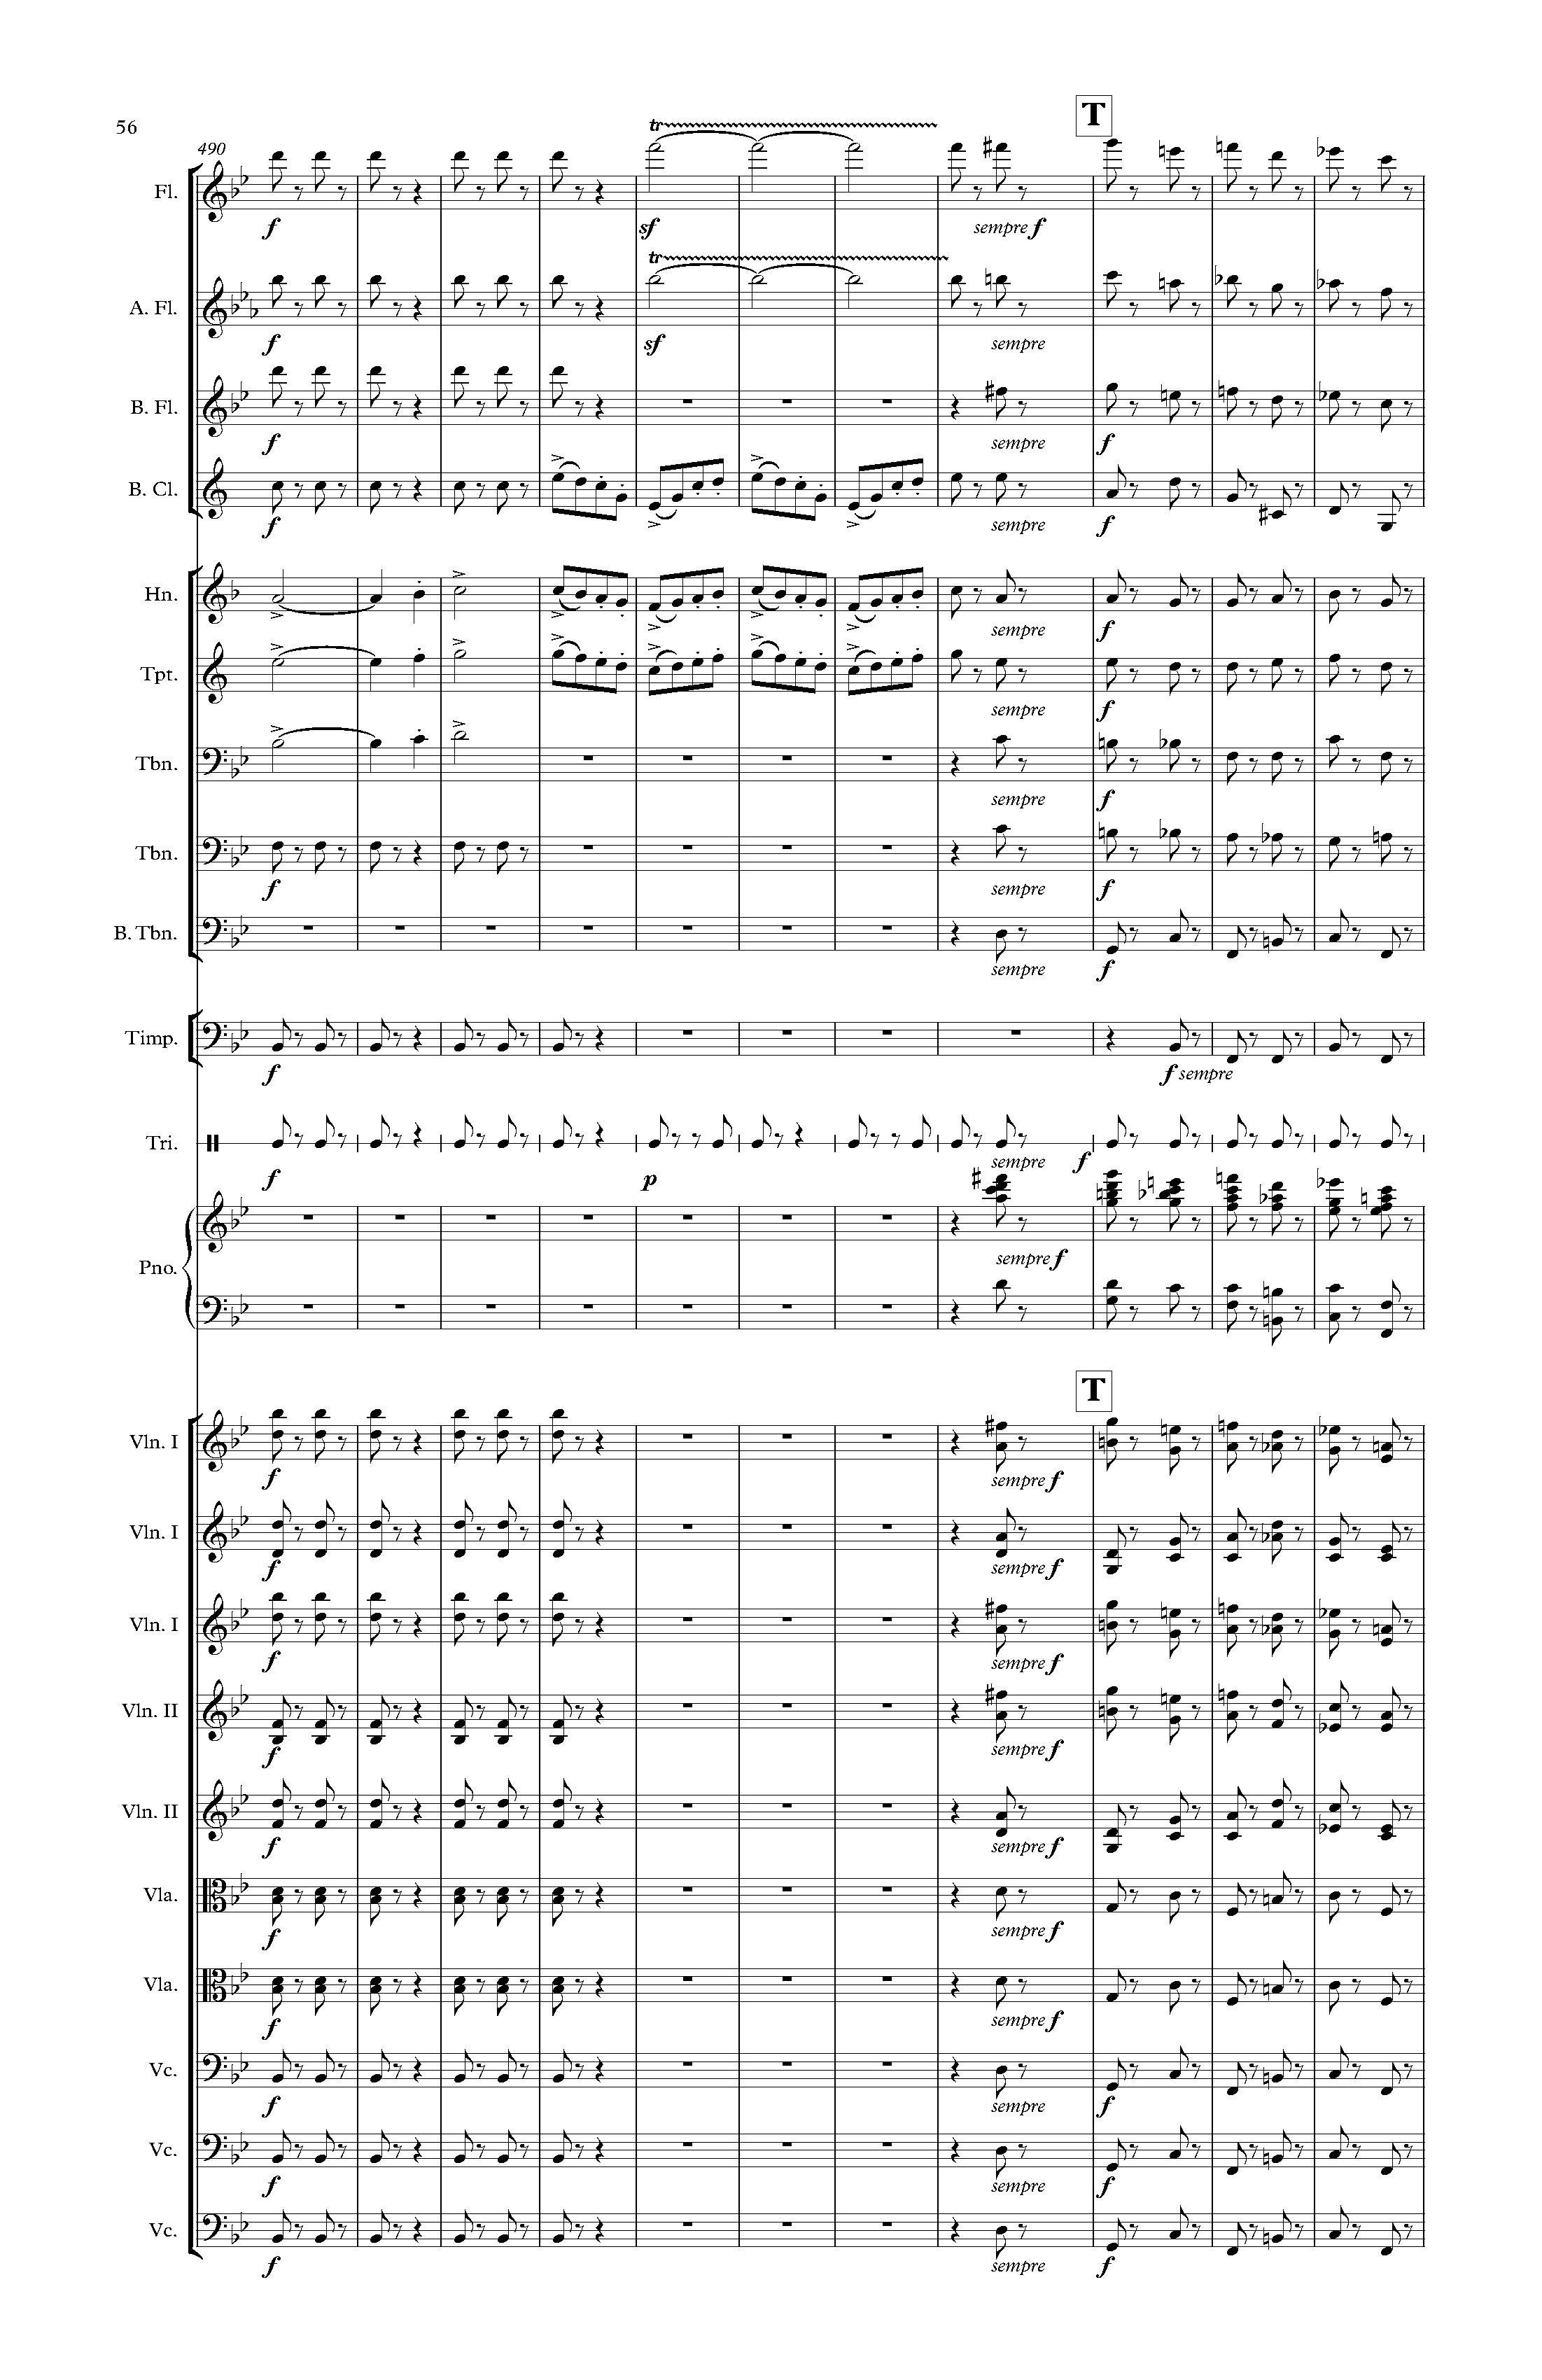 56
T
490
tr
Fl.
f
sf
sempre f
tr
A. Fl.
f
sf
sempre
B. Fl.
f
sempre
f
B. Cl.
f
sempre
f
Hn.
sempre
f
Tpt.
sempre
f
Tbn.
sempre
f
Tbn.
f
sempre
f
B. Tbn.
sempre
f
Timp.
f
f sempre
Tri.
f
p
sempre
f
Pno.
sempre f
T
Vln. I
f
sempre f
Vln. I
f
sempre f
Vln. I
f
sempre f
Vln. II
f
sempre f
Vln. II
f
sempre f
Vla.
f
sempre f
Vla.
f
sempre f
Vc.
f
sempre
f
Vc.
f
sempre
f
Vc.
f
sempre
f